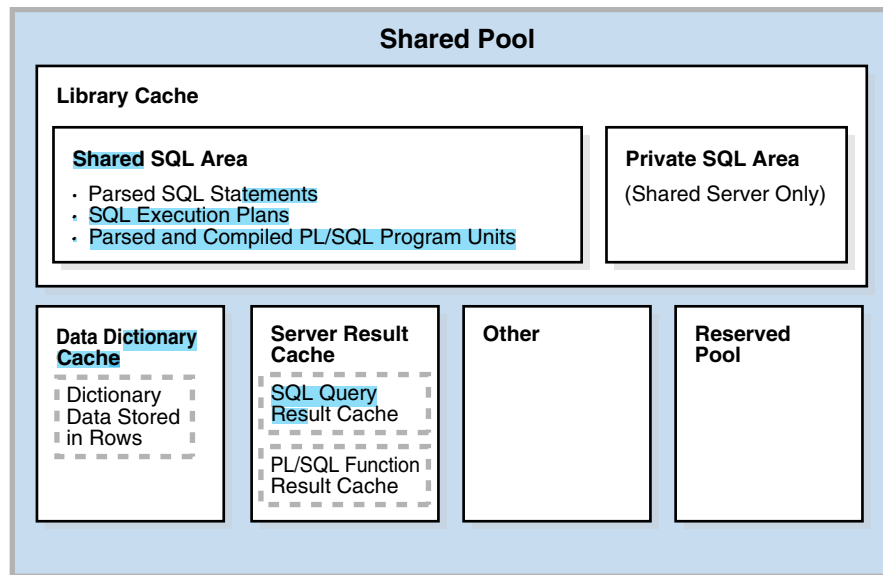 Shared Pool
Library Cache
Shared SQL Area
· Parsed SQL Statements
· SQL Execution Plans
· Parsed and Compiled PL/SQL Program Units
Private SQL Area
(Shared Server Only)
Data Dictionary
Cache
Dictionary
Data Stored
in Rows
Server Result
Cache
SQL Query
Result Cache
PL/SQL Function
Result Cache
Other
Reserved
Pool